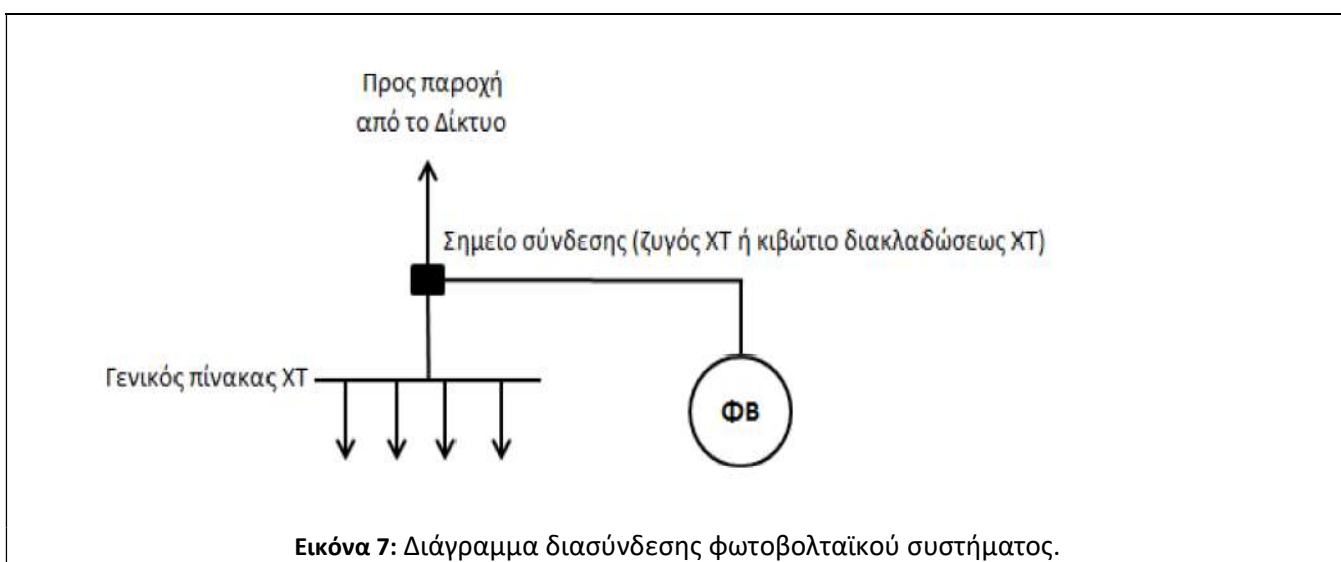 Προς παροχή
από το Δίκτυο
Σημείο σύνδεσης (ζυγός ΧΤ ή κιβώτιο διακλαδώσεως ΧΤ)
Γενικός πίνακας ΧΤ
ΦΒ
Εικόνα 7: Διάγραμμα διασύνδεσης φωτοβολταϊκού συστήματος.